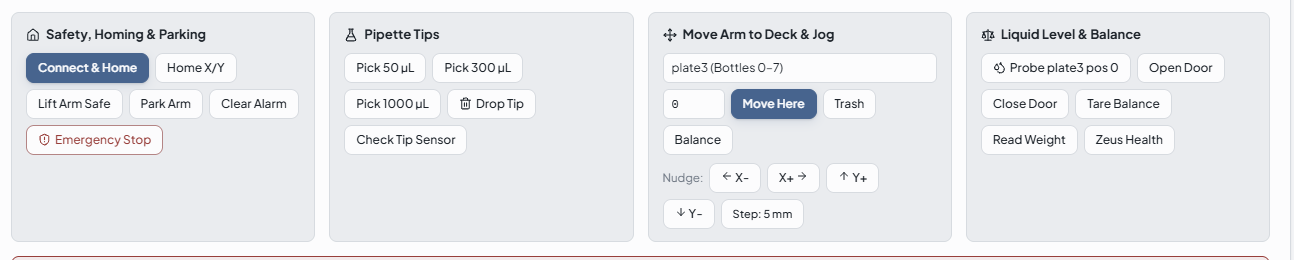 Safety, Homing & Parking
Connect & Home
Home X/Y
Lift Arm Safe
Park Arm
Clear Alarm
Emergency Stop
Pipette Tips
Pick 50 µL
Pick 300 µL
Pick 1000 µL
Drop Tip
Check Tip Sensor
Move Arm to Deck & Jog
plate3 (Bottles 0–7)
0
Move Here
Trash
Balance
Nudge:
← X-
X+ →
↑ Y+
↓ Y-
Step: 5 mm
Liquid Level & Balance
Probe plate3 pos 0
Open Door
Close Door
Tare Balance
Read Weight
Zeus Health